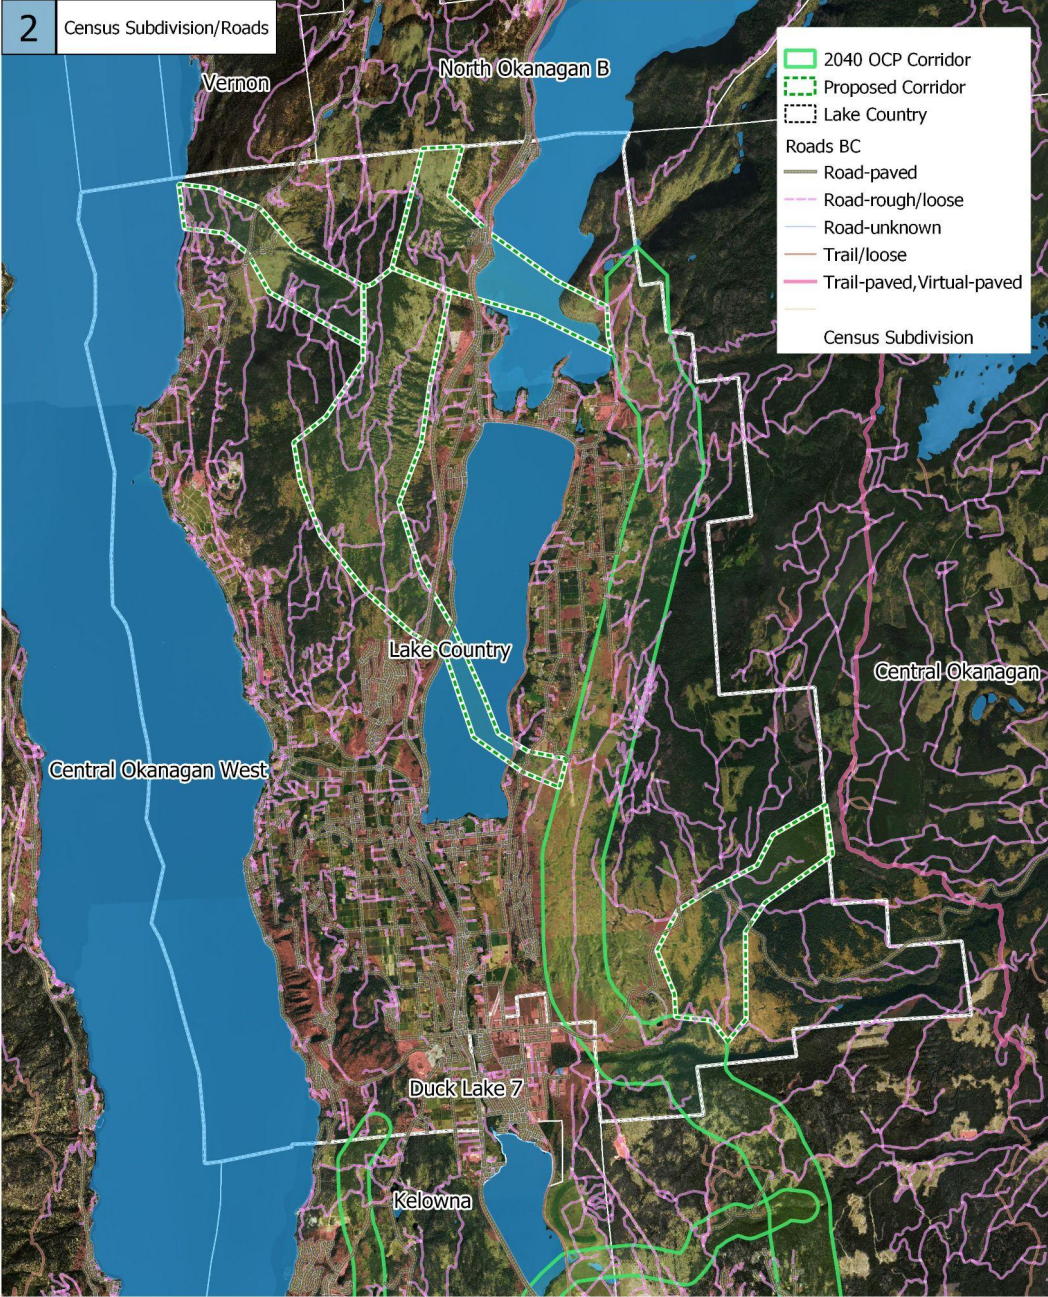 2
Census Subdivision/Roads
Vernon
North Okanagan B
2040 OCP Corridor
Proposed Corridor
Lake Country
Roads BC
Road-paved
Road-rough/loose
Road-unknown
Trail/loose
Trail-paved,Virtual-paved
Census Subdivision
Lake Country
Central Okanagan
Central Okanagan West
Duck Lake 7
Kelowna